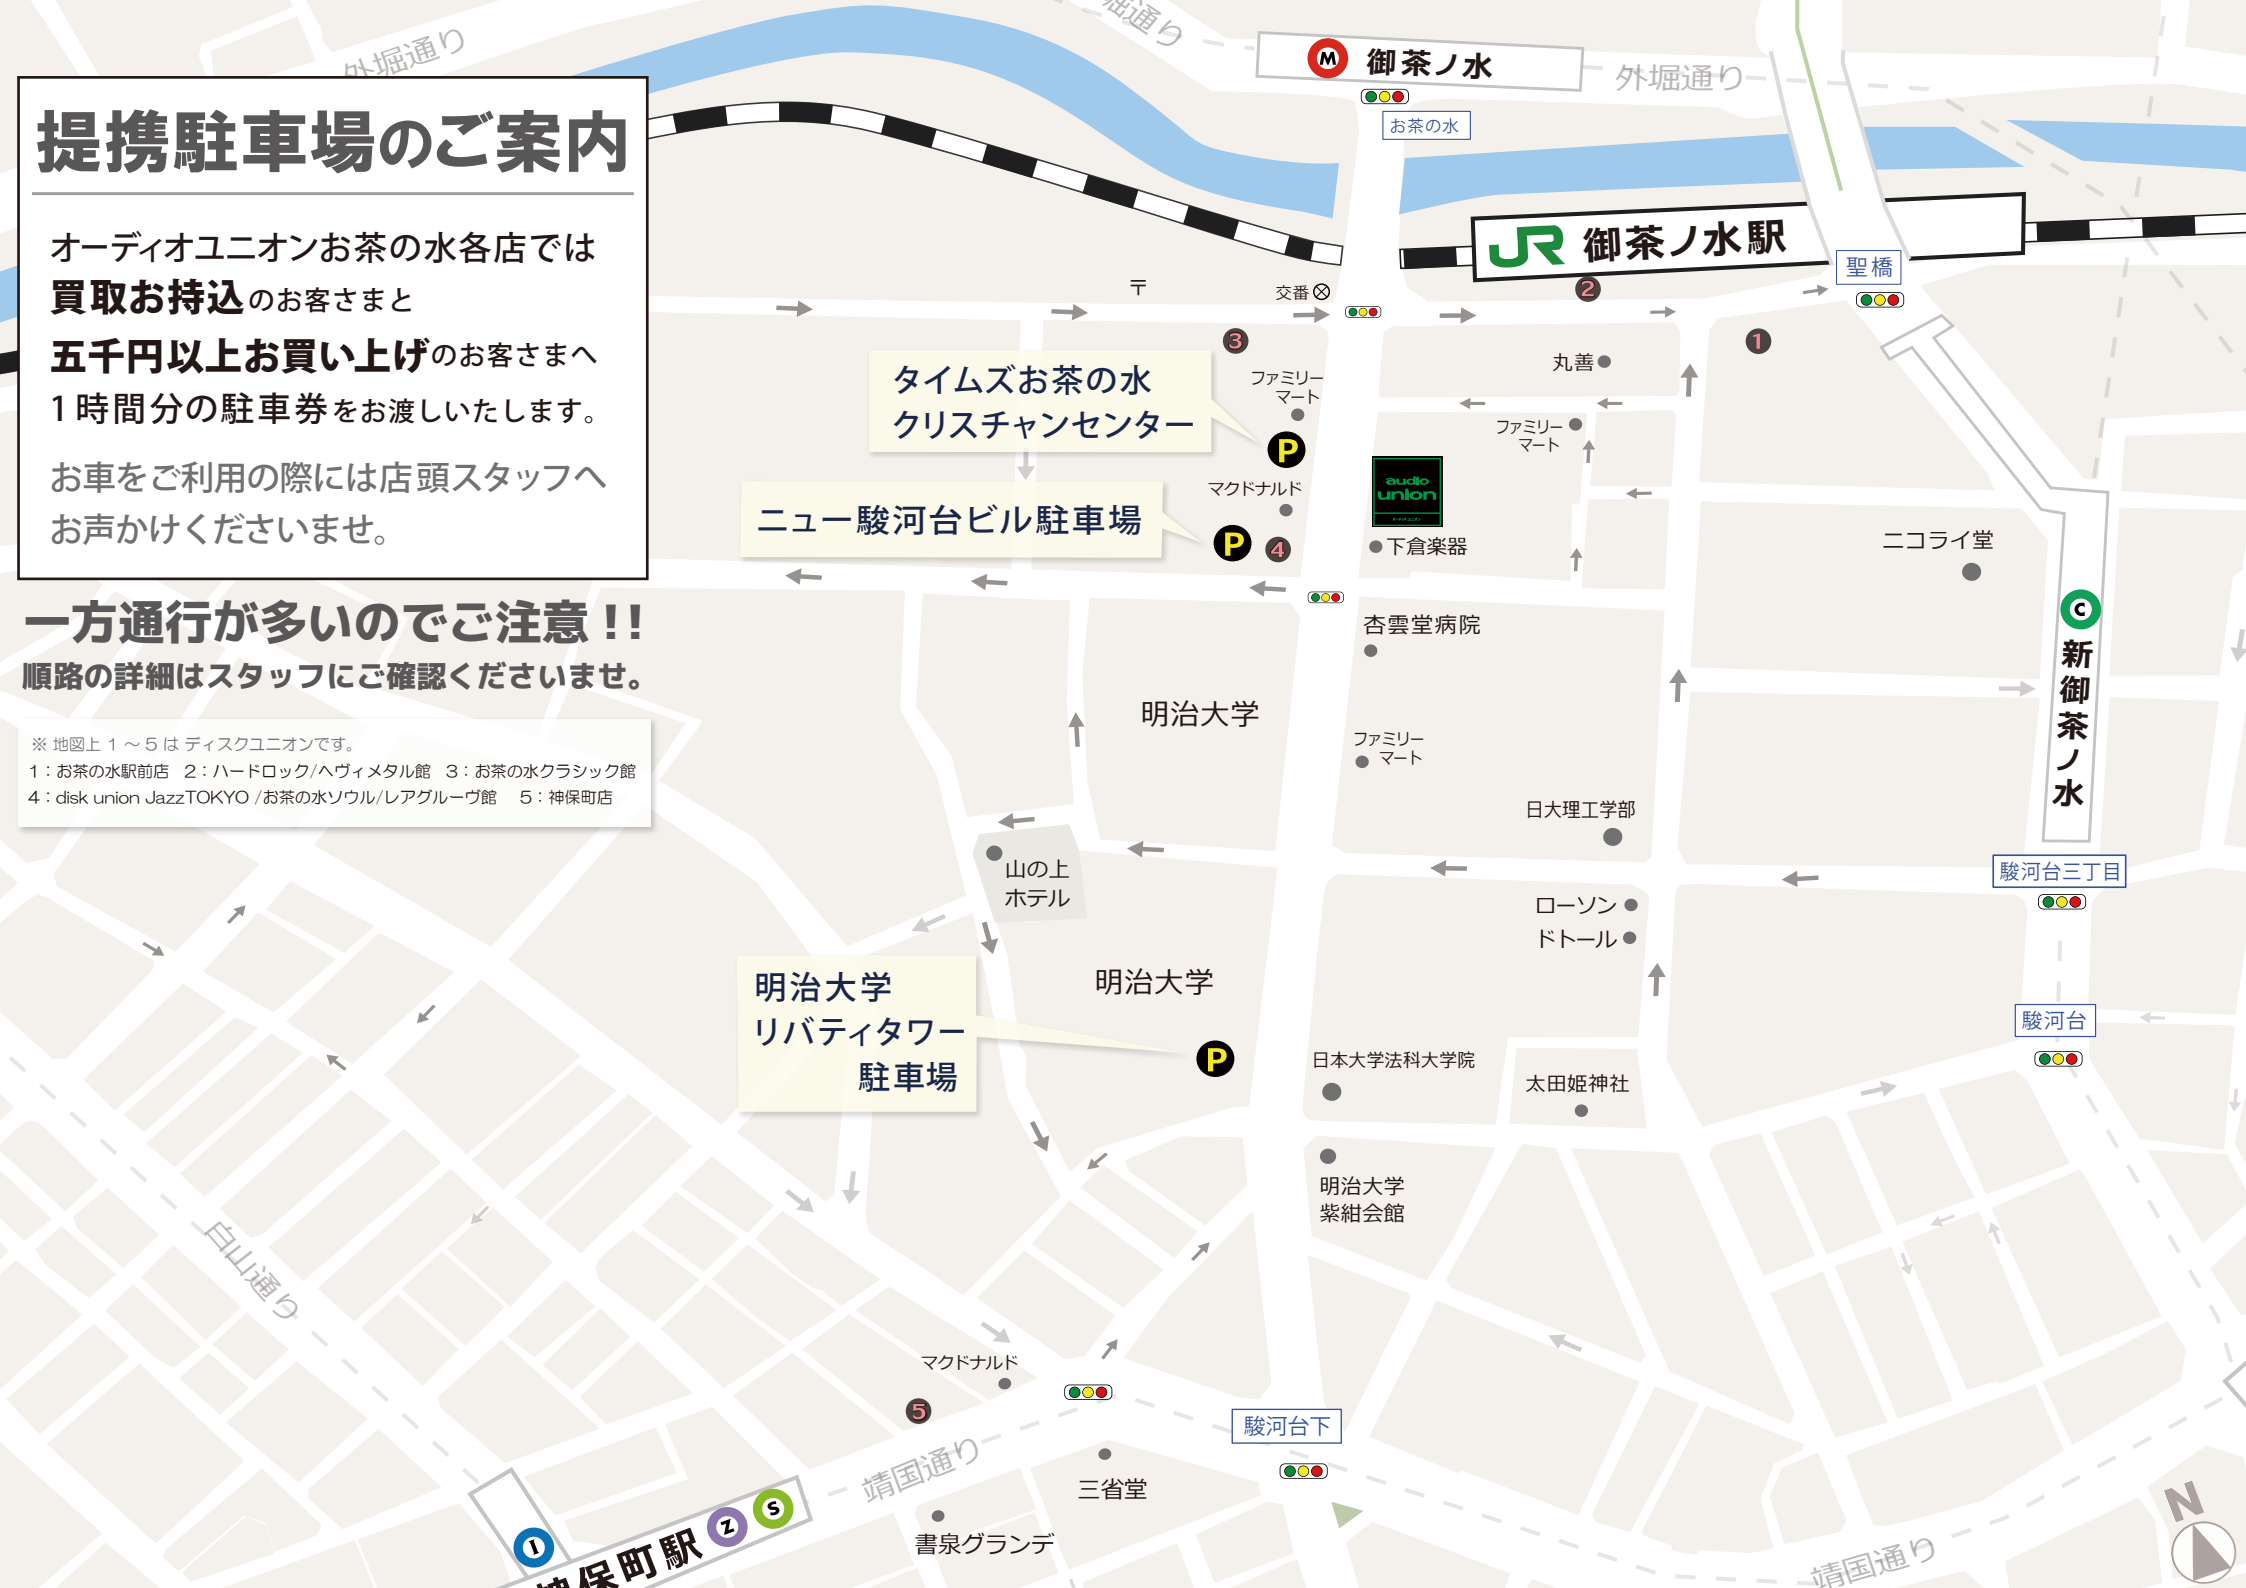 外堀通り
堀通り
M 御茶ノ水
外堀通り
お茶の水
提携駐車場のご案内
オーディオユニオンお茶の水各店では
買取お持込のお客さまと
五千円以上お買い上げのお客さまへ
1時間分の駐車券をお渡しいたします。
お車をご利用の際には店頭スタッフへ
お声かけくださいませ。
一方通行が多いのでご注意!!
順路の詳細はスタッフにご確認くださいませ。
※ 地図上 1 ～ 5 は ディスクユニオンです。
1：お茶の水駅前店 2：ハードロック/ヘヴィメタル館 3：お茶の水クラシック館
4：disk union JazzTOKYO /お茶の水ソウル/レアグルーヴ館 5：神保町店
JR 御茶ノ水駅
聖橋
〒
交番
2
3
1
丸善
タイムズお茶の水
クリスチャンセンター
ファミリー
マート
P
ファミリー
マート
マクドナルド
audio
union
オーディオユニオン
ニュー駿河台ビル駐車場
P
4
下倉楽器
ニコライ堂
C
新御茶ノ水
杏雲堂病院
明治大学
ファミリー
マート
日大理工学部
山の上
ホテル
駿河台三丁目
ローソン
ドトール
明治大学
リバティタワー
駐車場
明治大学
P
駿河台
日本大学法科大学院
太田姫神社
明治大学
紫紺会館
白山通り
マクドナルド
5
駿河台下
靖国通り
三省堂
書泉グランデ
I
神保町駅
Z
S
靖国通り
N